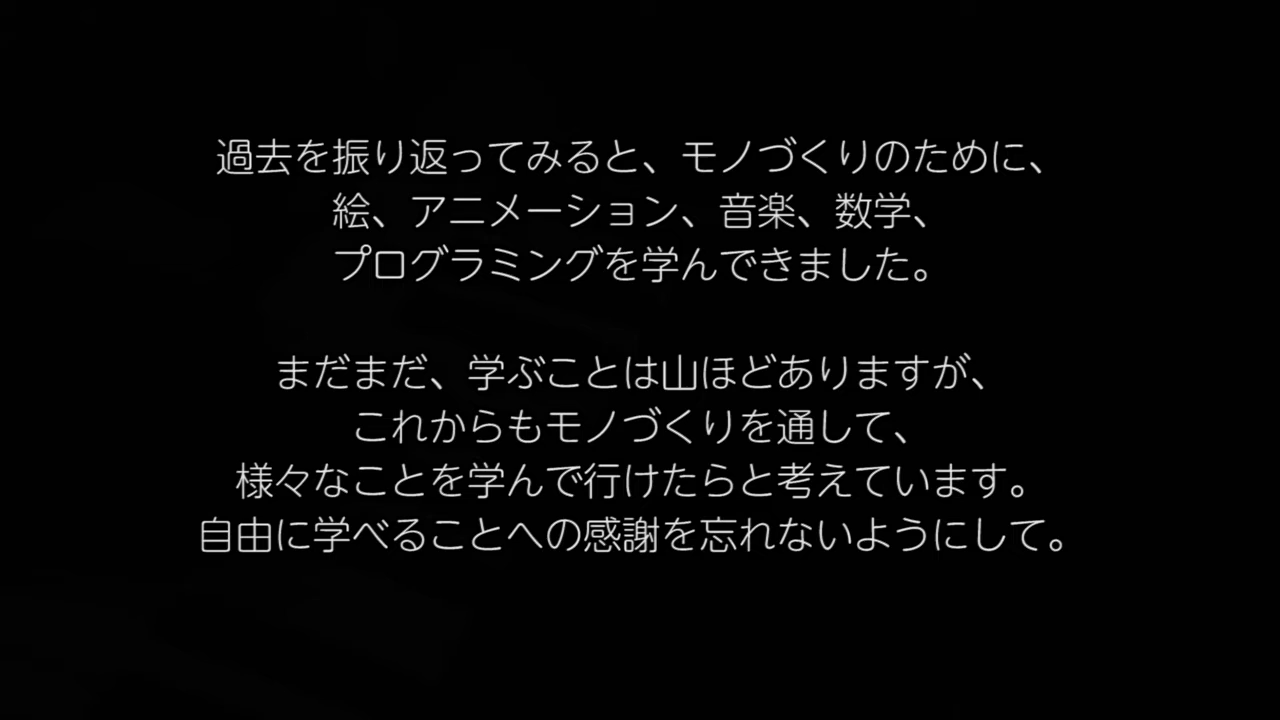 過去を振り返ってみると、モノづくりのために、
絵、アニメーション、音楽、数学、
プログラミングを学んできました。
まだまだ、学ぶことは山ほどありますが、
これからもモノづくりを通して、
様々なことを学んで行けたらと考えています。
自由に学べることへの感謝を忘れないようにして。